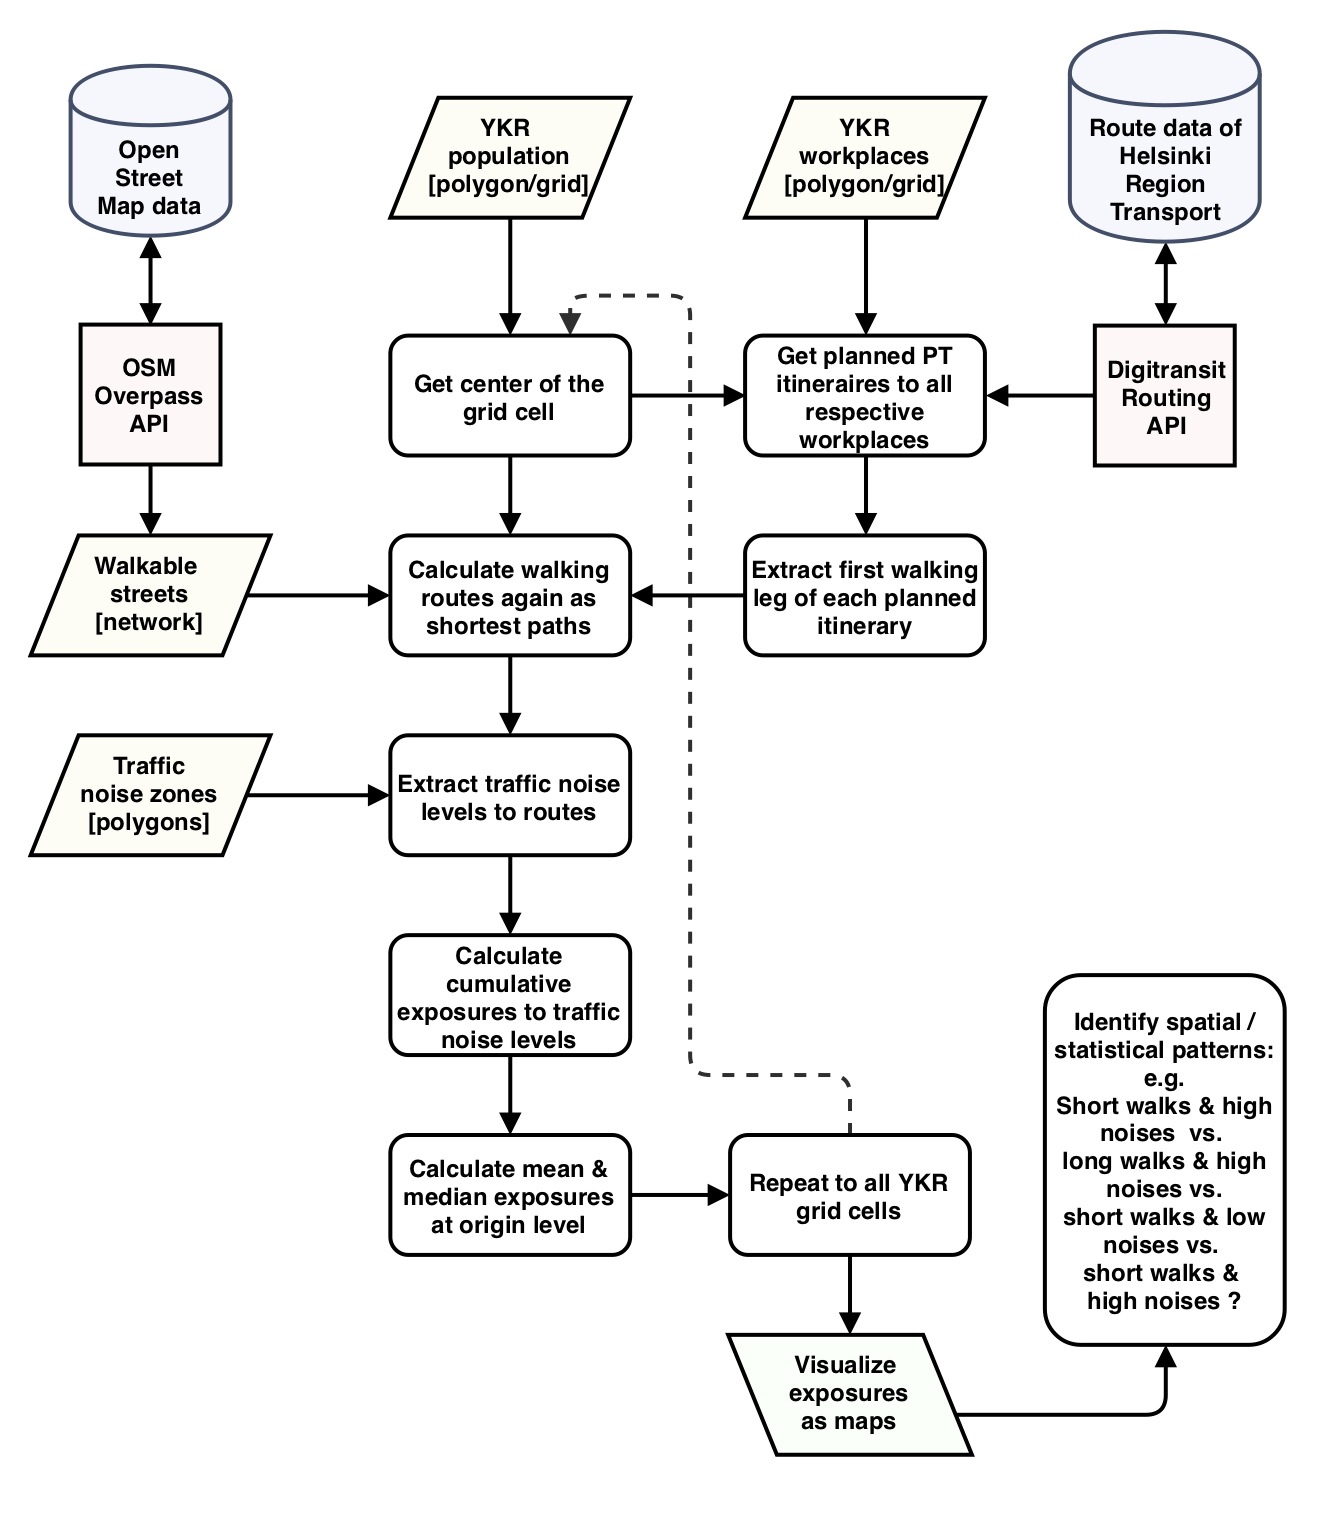 Open
Street
Map data
YKR
population
[polygon/grid]
YKR
workplaces
[polygon/grid]
Route data of
Helsinki
Region
Transport
OSM
Overpass
API
Get center of the
grid cell
Get planned PT
itineraires to all
respective
workplaces
Digitransit
Routing
API
Walkable
streets
[network]
Calculate walking
routes again as
shortest paths
Extract first walking
leg of each planned
itinerary
Traffic
noise zones
[polygons]
Extract traffic noise
levels to routes
Calculate
cumulative
exposures to traffic
noise levels
Calculate mean &
median exposures
at origin level
Repeat to all YKR
grid cells
Visualize
exposures
as maps
Identify spatial /
statistical patterns:
e.g.
Short walks & high
noises vs.
long walks & high
noises vs.
short walks & low
noises vs.
short walks &
high noises ?